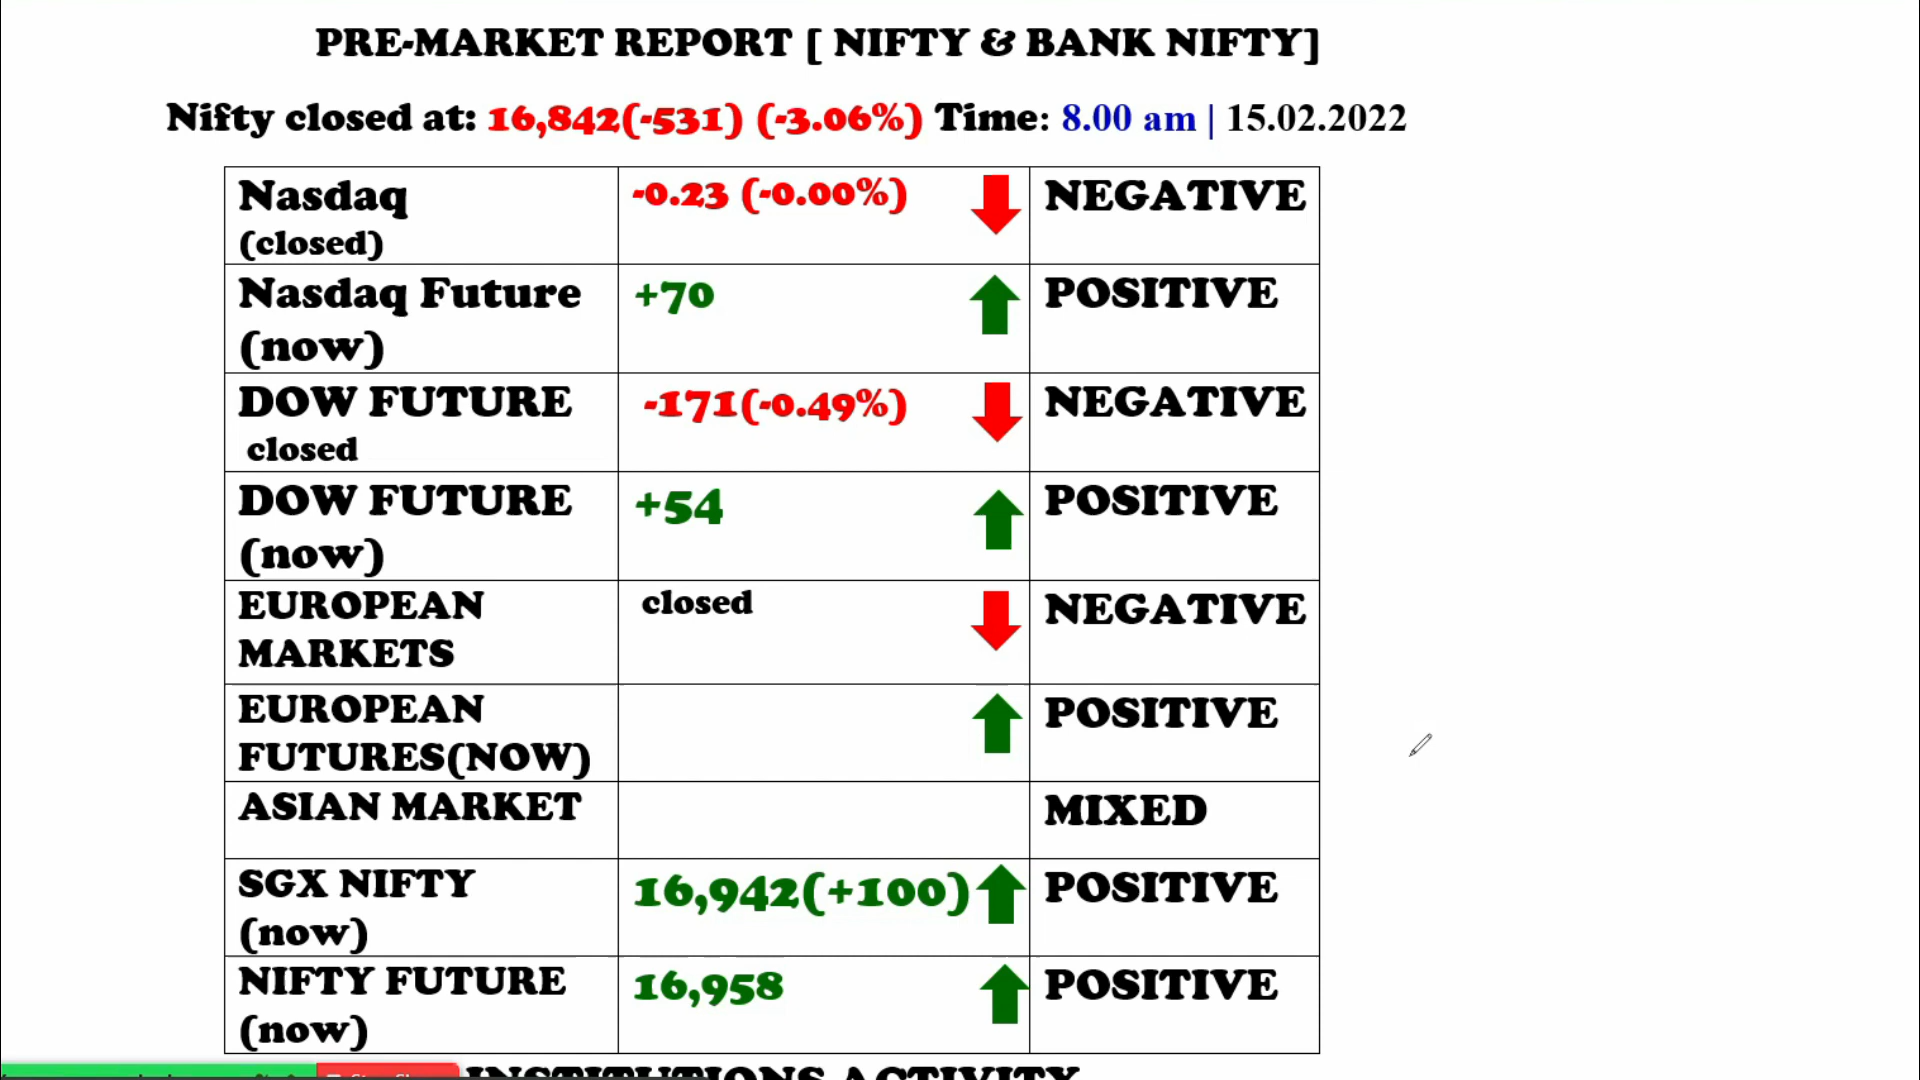 PRE-MARKET REPORT [ NIFTY & BANK NIFTY]
Nifty closed at: 16,842(-531) (-3.06%) Time: 8.00 am | 15.02.2022
Nasdaq -0.23 (-0.00%) NEGATIVE
(closed)
Nasdaq Future +70 POSITIVE
(now)
DOW FUTURE -171(-0.49%) NEGATIVE
closed
DOW FUTURE +54 POSITIVE
(now)
EUROPEAN closed NEGATIVE
MARKETS
EUROPEAN POSITIVE
FUTURES(NOW)
ASIAN MARKET MIXED
SGX NIFTY 16,942(+100) POSITIVE
(now)
NIFTY FUTURE 16,958 POSITIVE
(now)
INSTITUTIONS ACTIVITY